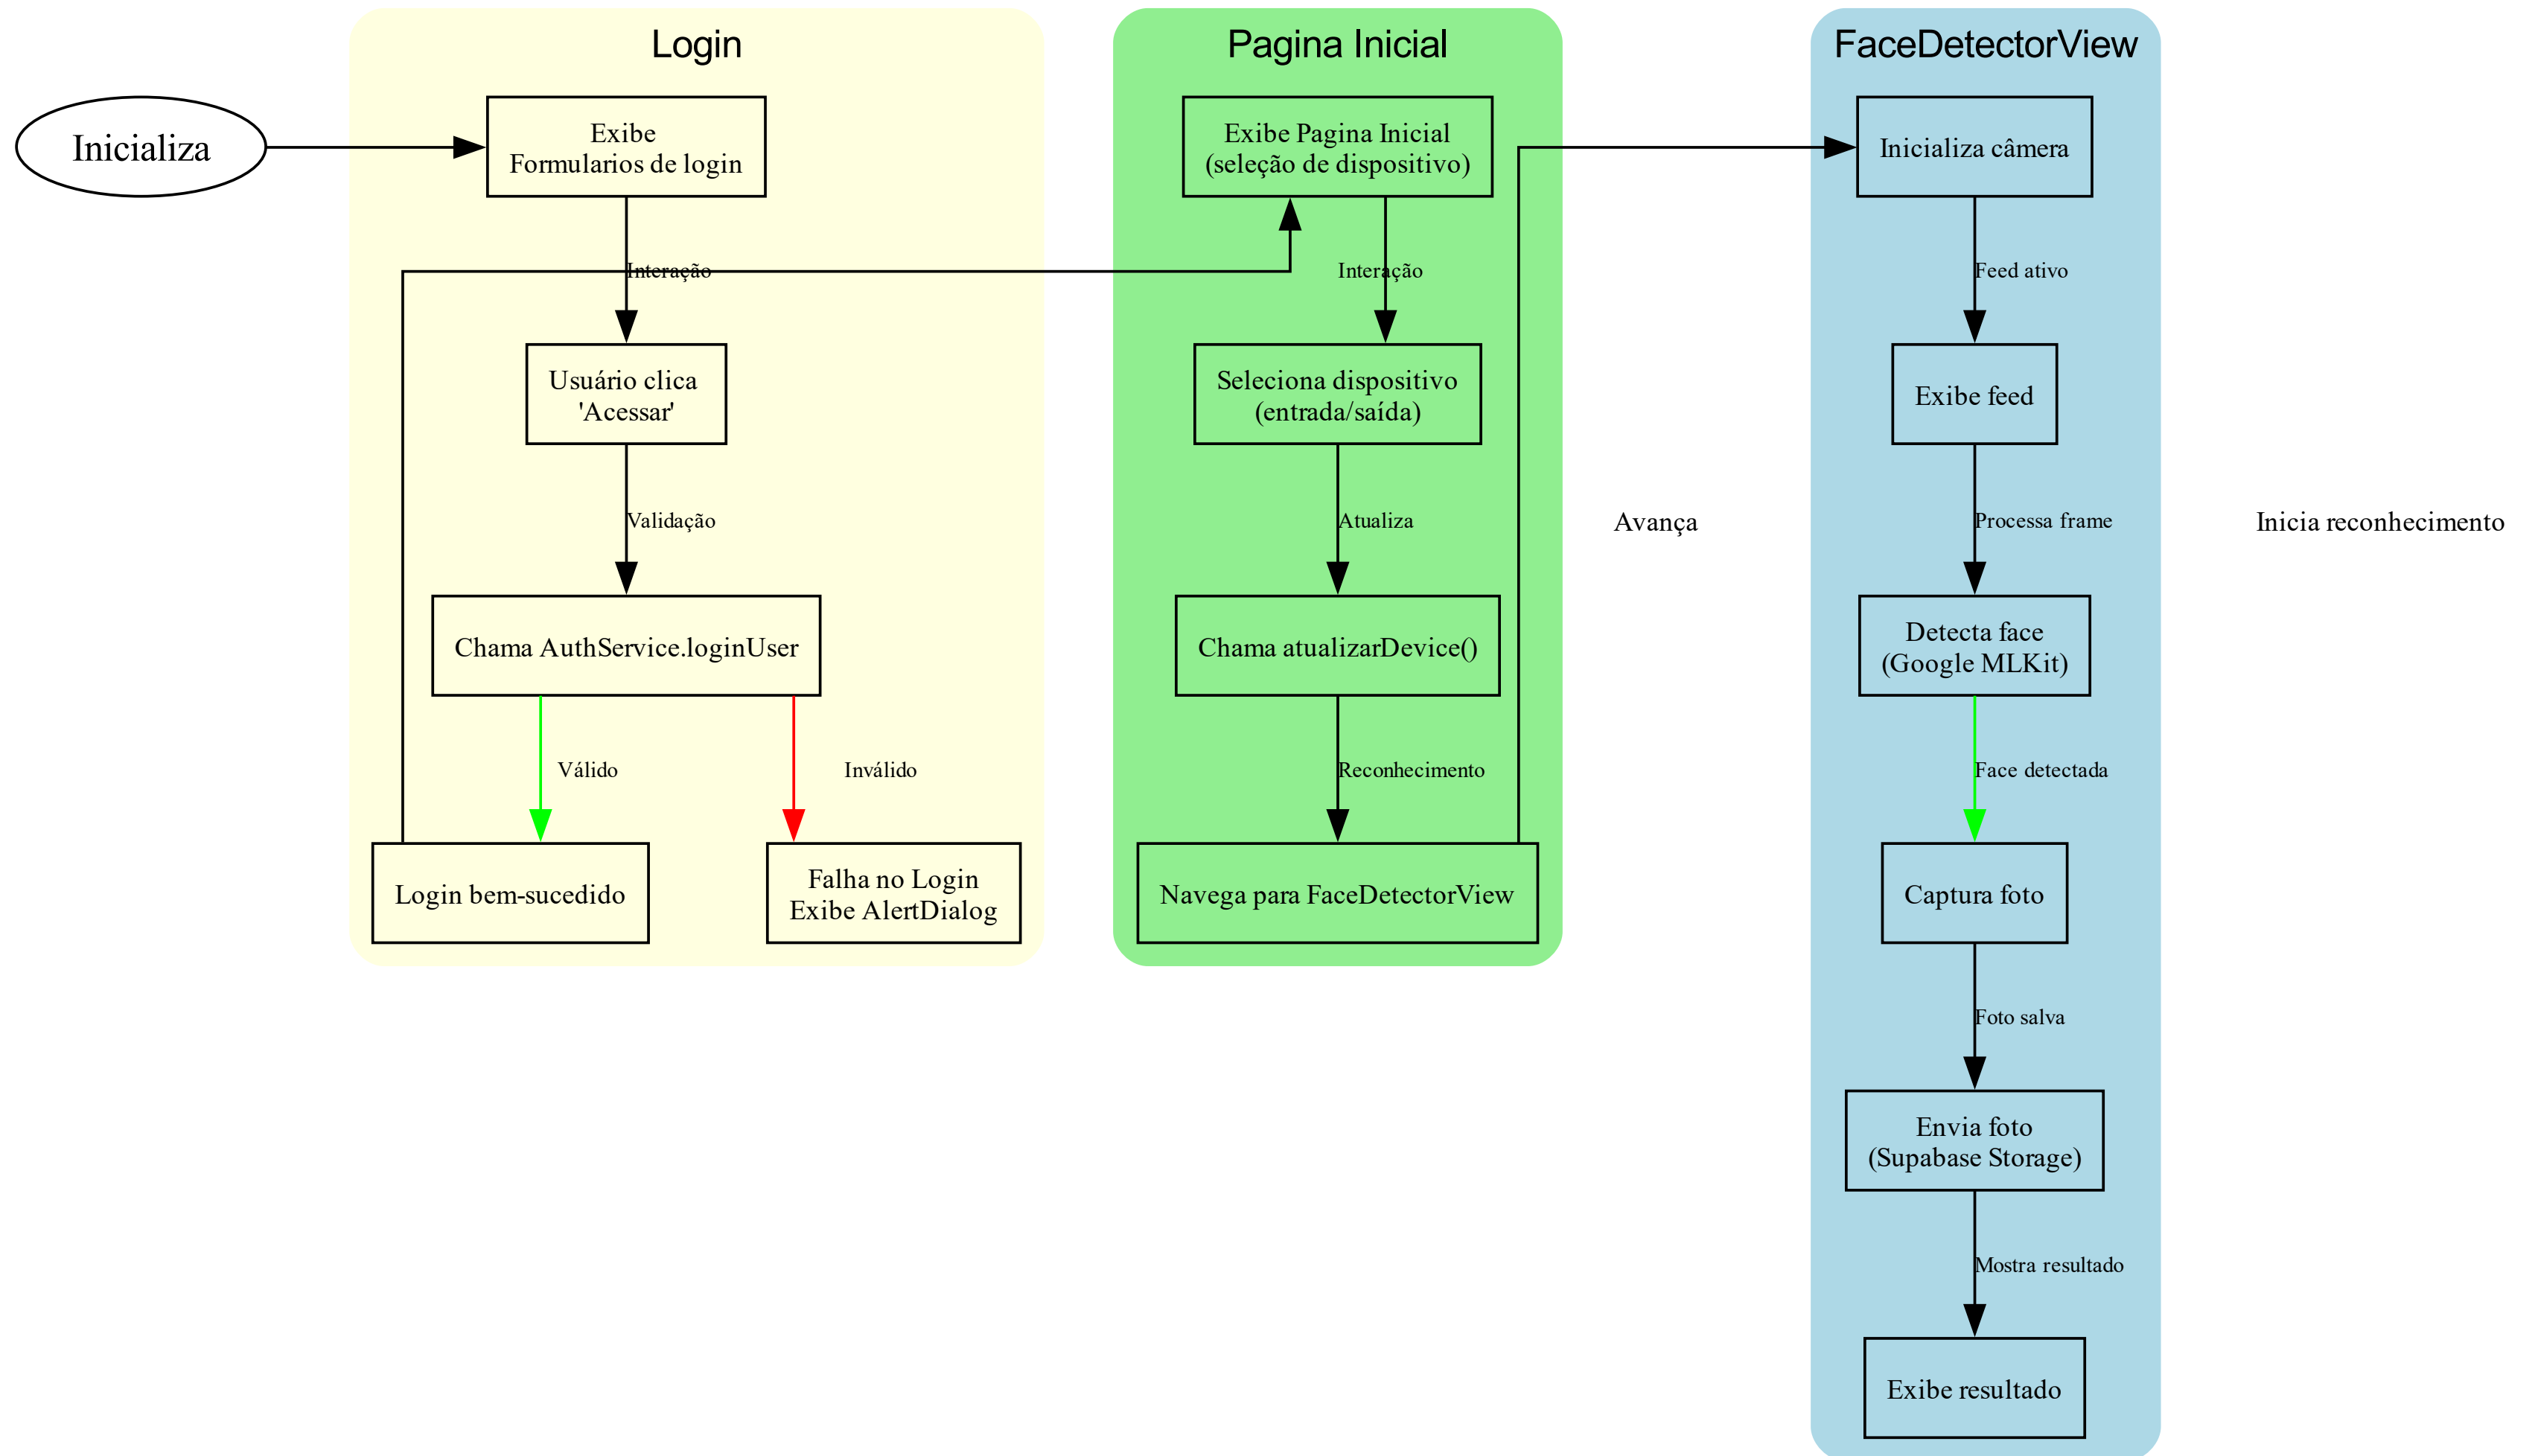 Inicializa
Login
Exibe
Formularios de login
Interação
Usuário clica
'Acessar'
Validação
Chama AuthService.loginUser
Válido
Inválido
Login bem-sucedido
Falha no Login
Exibe AlertDialog
Pagina Inicial
Exibe Pagina Inicial
(seleção de dispositivo)
Interação
Seleciona dispositivo
(entrada/saída)
Atualiza
Chama atualizarDevice()
Reconhecimento
Navega para FaceDetectorView
Avança
FaceDetectorView
Inicializa câmera
Feed ativo
Exibe feed
Processa frame
Detecta face
(Google MLKit)
Face detectada
Captura foto
Foto salva
Envia foto
(Supabase Storage)
Mostra resultado
Exibe resultado
Inicia reconhecimento